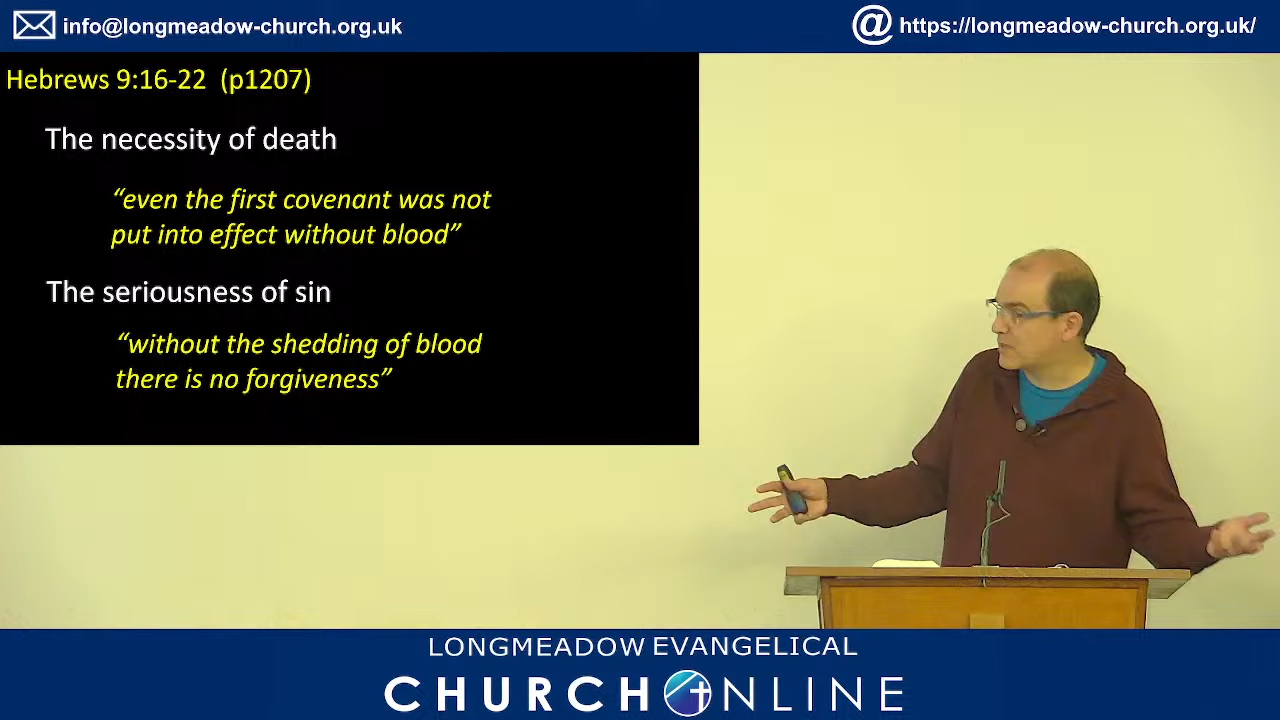 info@longmeadow-church.org.uk
https://longmeadow-church.org.uk/
Hebrews 9:16-22 (p1207)
The necessity of death
“even the first covenant was not
put into effect without blood”
The seriousness of sin
“without the shedding of blood
there is no forgiveness”
LONGMEADOW EVANGELICAL
CHURCH ONLINE